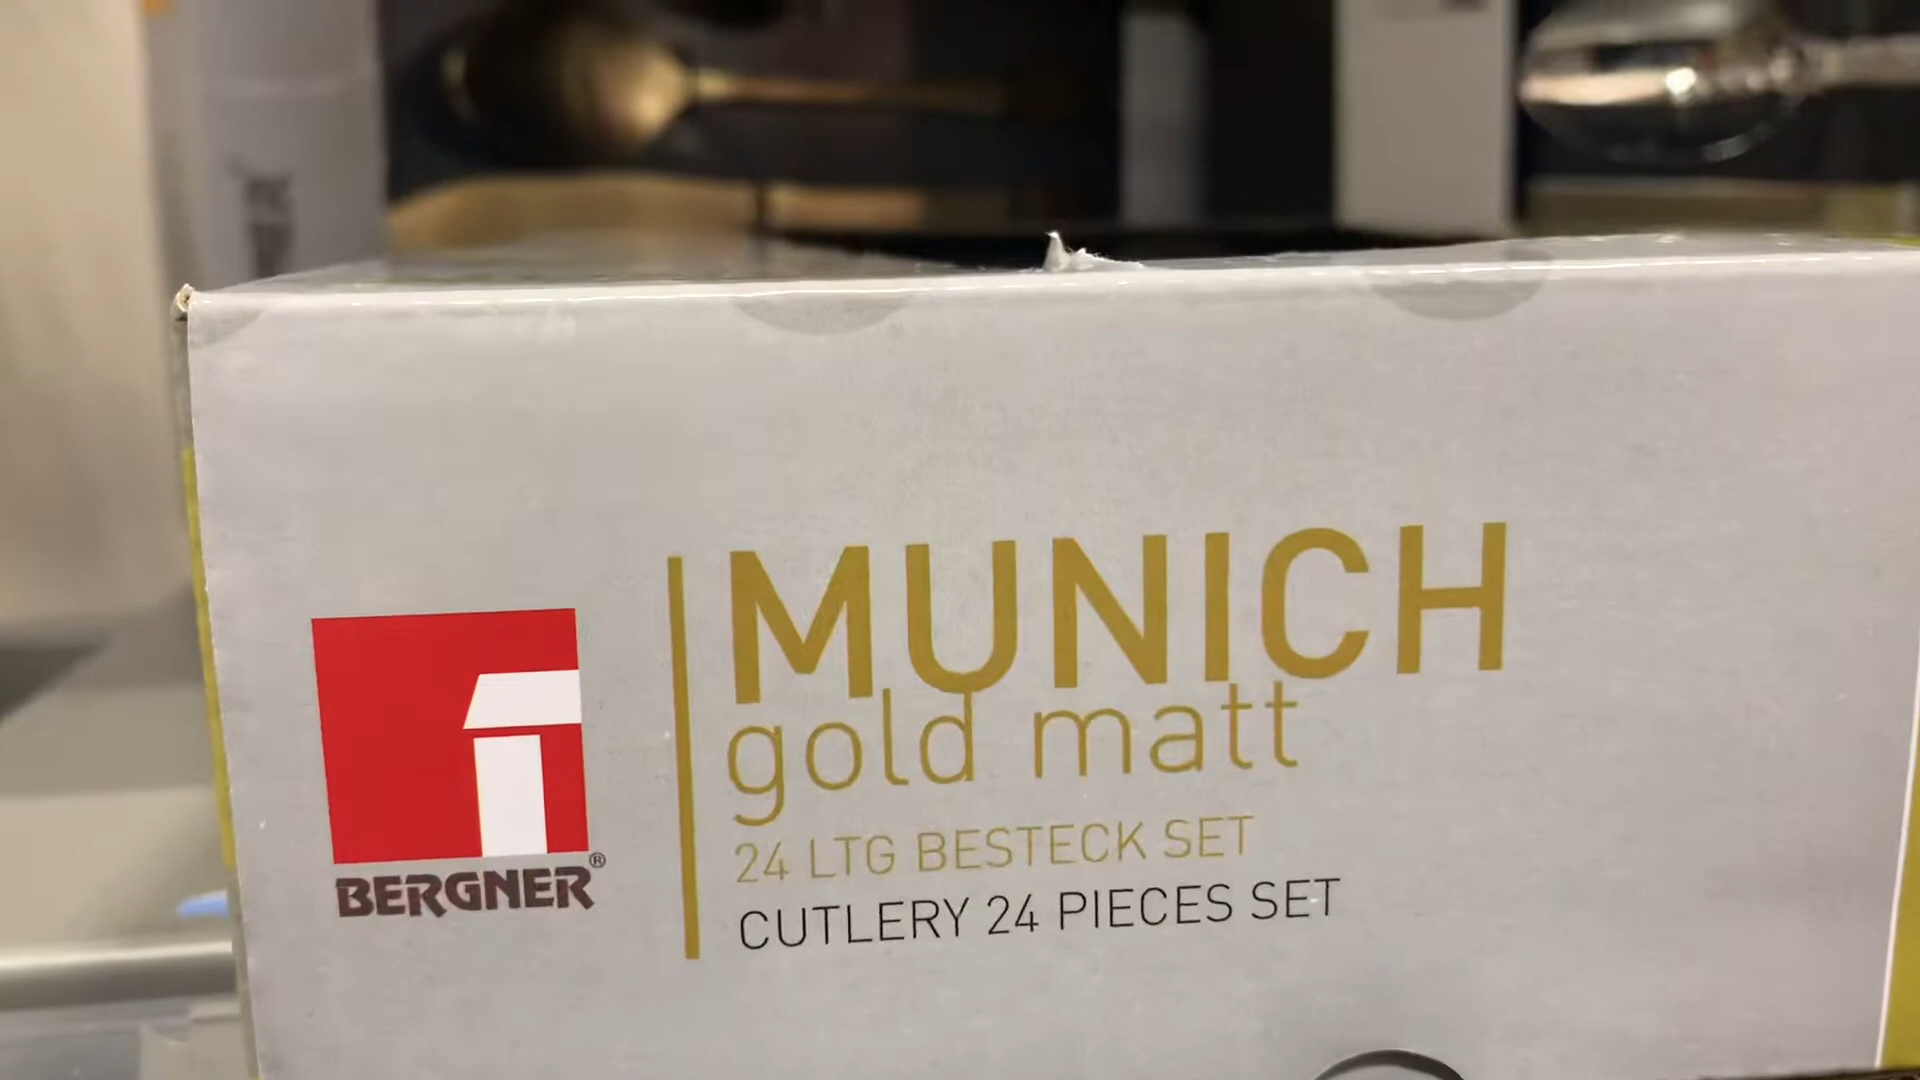 MUNICH
gold matt
24 LTG BESTECK SET
CUTLERY 24 PIECES SET
BERGNER®